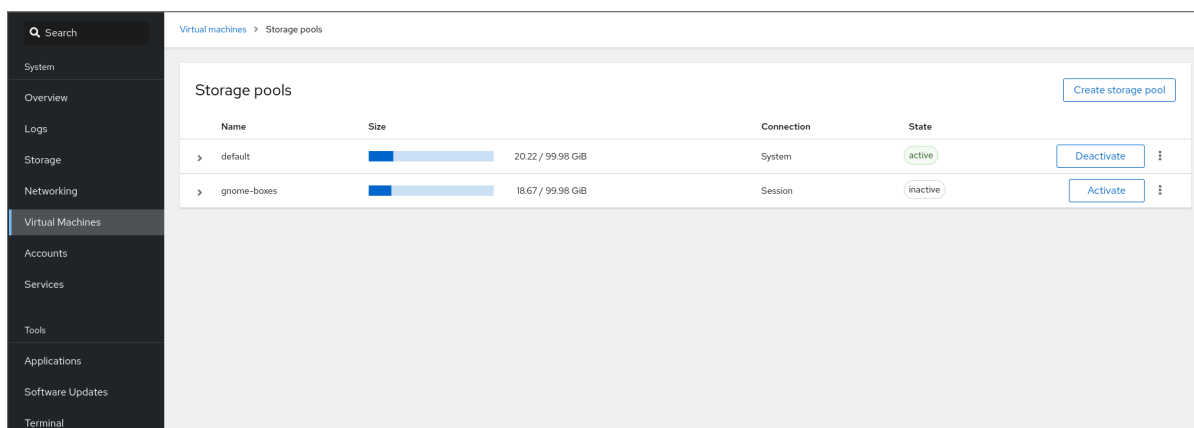 Search
System
Overview
Logs
Storage
Networking
Virtual Machines
Accounts
Services
Tools
Applications
Software Updates
Terminal
Virtual machines > Storage pools
Storage pools
Create storage pool
Name Size Connection State
default 20.22 / 99.98 GiB System active Deactivate
gnome-boxes 18.67 / 99.98 GiB Session inactive Activate